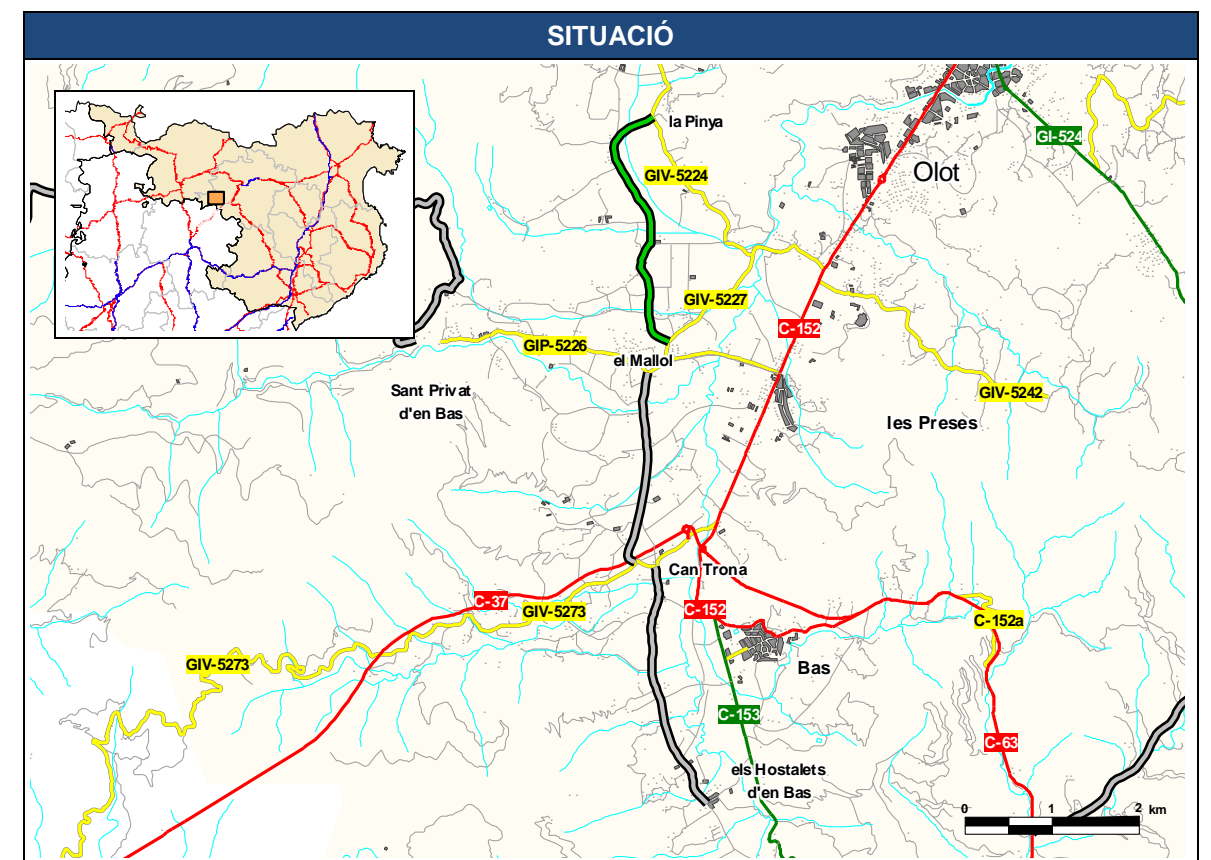 SITUACIÓ
la Pinya
GI-524
Olot
GIV-5224
GIV-5227
C-152
GIP-5226
el Mallol
Sant Privat
d'en Bas
GIV-5242
les Preses
Can Trona
C-37
GIV-5273
C-152
C-152a
GIV-5273
Bas
C-153
C-63
els Hostalets
d'en Bas
0 1 2 km